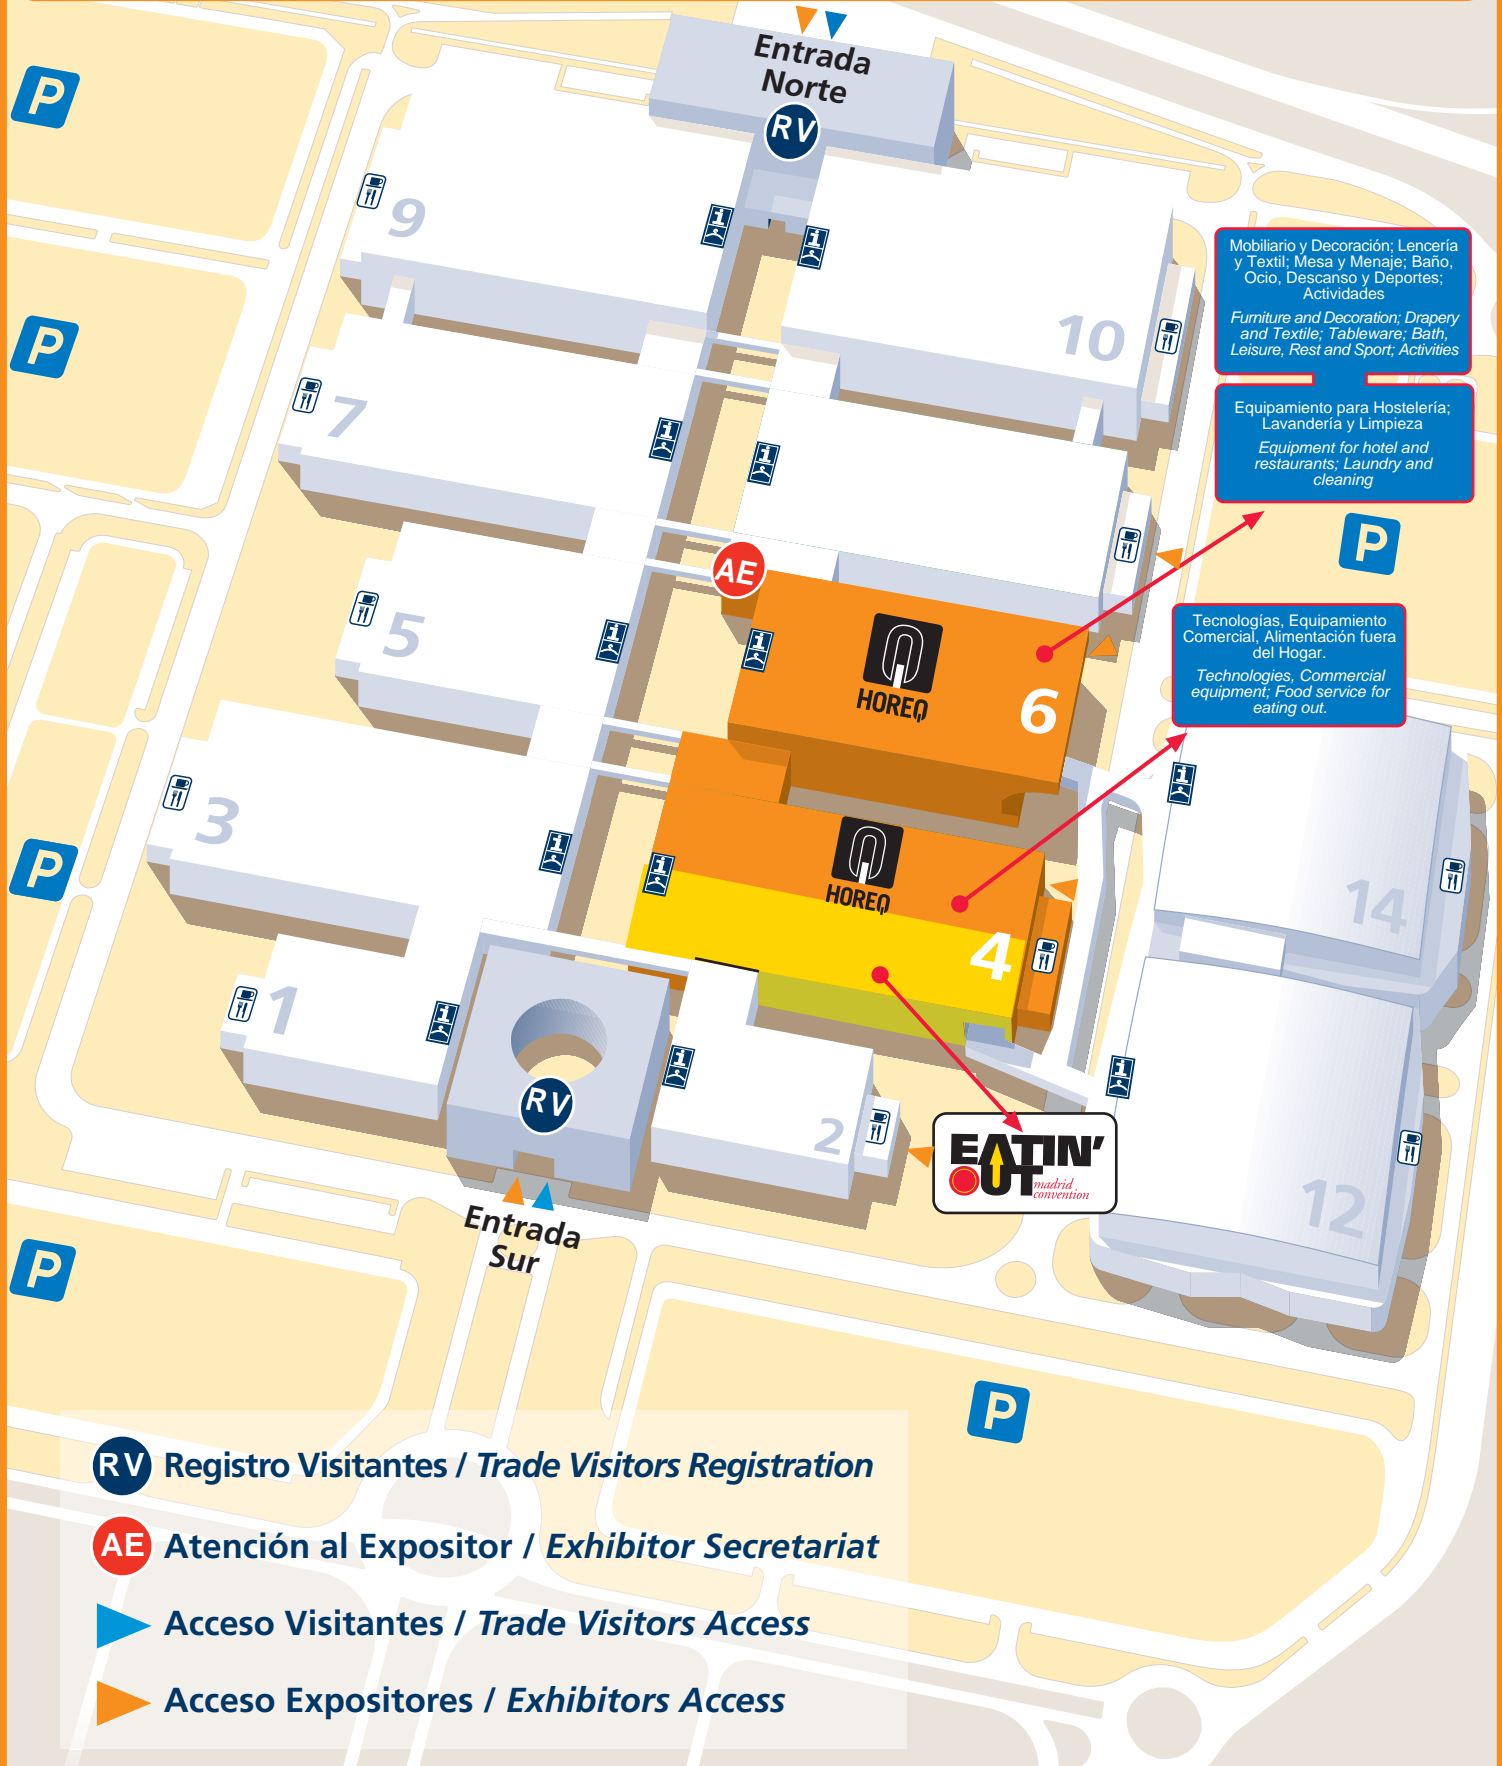 Entrada
Norte
RV
P
9
i
i
10
P
7
i
i
Mobiliario y Decoración; Lencería
y Textil; Mesa y Menaje; Baño,
Ocio, Descanso y Deportes;
Actividades
Furniture and Decoration; Drapery
and Textile; Tableware; Bath,
Leisure, Rest and Sport; Activities
Equipamiento para Hostelería;
Lavandería y Limpieza
Equipment for hotel and
restaurants; Laundry and
cleaning
P
AE
5
i
i
HOREQ
6
Tecnologías, Equipamiento
Comercial, Alimentación fuera
del Hogar.
Technologies, Commercial
equipment; Food service for
eating out.
3
i
i
HOREQ
4
i
14
P
1
i
RV
i
2
i
12
EATIN'
OUT
madrid
convention
Entrada
Sur
P
P
RV Registro Visitantes / Trade Visitors Registration
AE Atención al Expositor / Exhibitor Secretariat
Acceso Visitantes / Trade Visitors Access
Acceso Expositores / Exhibitors Access